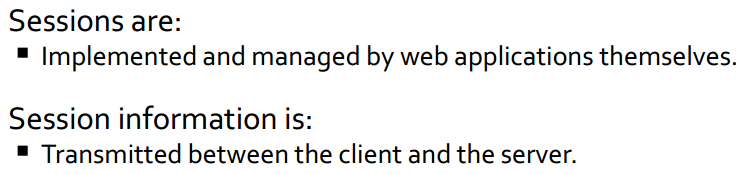 Sessions are:
▪ Implemented and managed by web applications themselves.
Session information is:
▪ Transmitted between the client and the server.